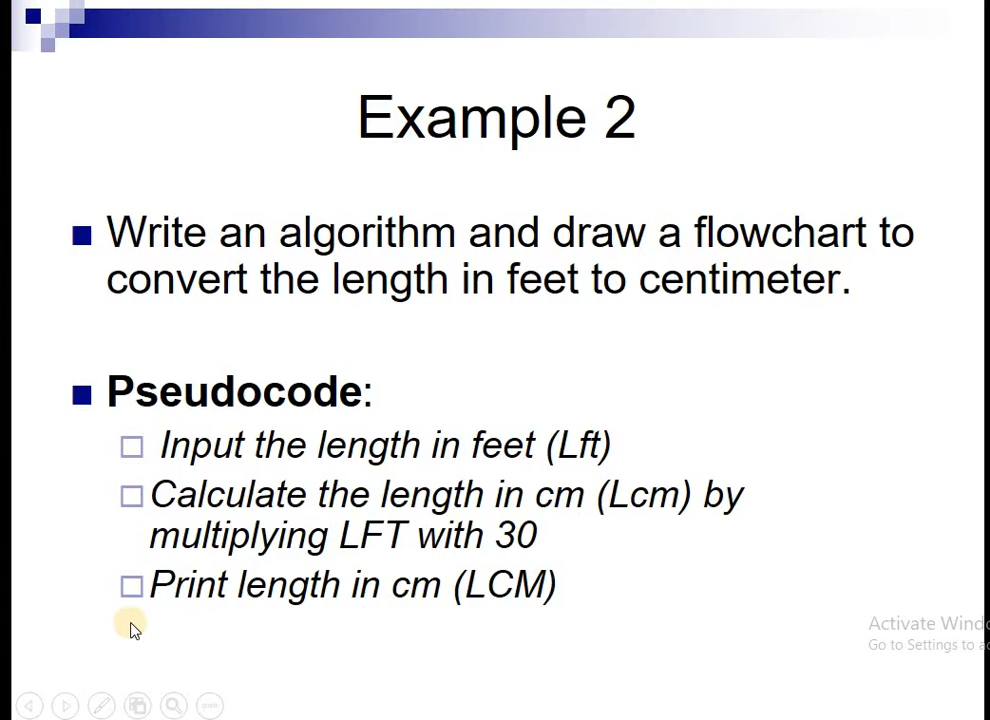 Example 2
Write an algorithm and draw a flowchart to
convert the length in feet to centimeter.
Pseudocode:
Input the length in feet (Lft)
Calculate the length in cm (Lcm) by
multiplying LFT with 30
Print length in cm (LCM)
Activate Windo
Go to Settings to a